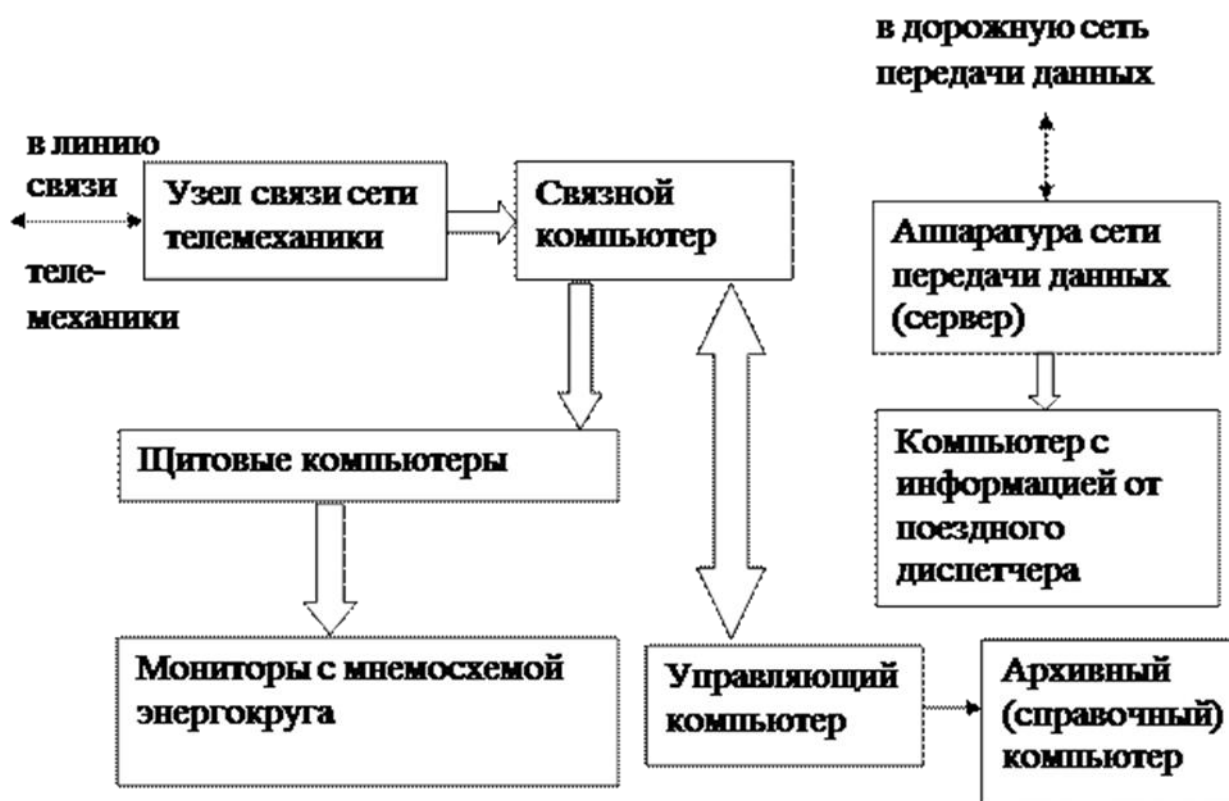 в дорожную сеть
передачи данных
в линию
связи
теле-
механики
Узел связи сети
телемеханики
Связной
компьютер
Аппаратура сети
передачи данных
(сервер)
Щитовые компьютеры
Компьютер с
информацией от
поездного
диспетчера
Мониторы с мнемосхемой
энергокруга
Управляющий
компьютер
Архивный
(справочный)
компьютер